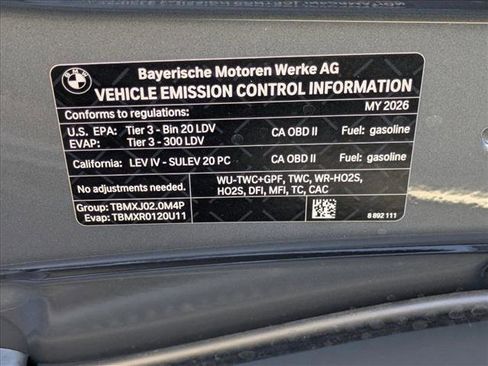 BMW
Bayerische Motoren Werke AG
VEHICLE EMISSION CONTROL INFORMATION
Conforms to regulations: MY 2026
U.S. EPA: Tier 3 - Bin 20 LDV CA OBD II Fuel: gasoline
EVAP: Tier 3 - 300 LDV
California: LEV IV - SULEV 20 PC CA OBD II Fuel: gasoline
No adjustments needed.
WU-TWC+GPF, TWC, WR-HO2S,
HO2S, DFI, MFI, TC, CAC
Group: TBMXJ02.0M4P
Evap: TBMXR0120U11
8 892 111